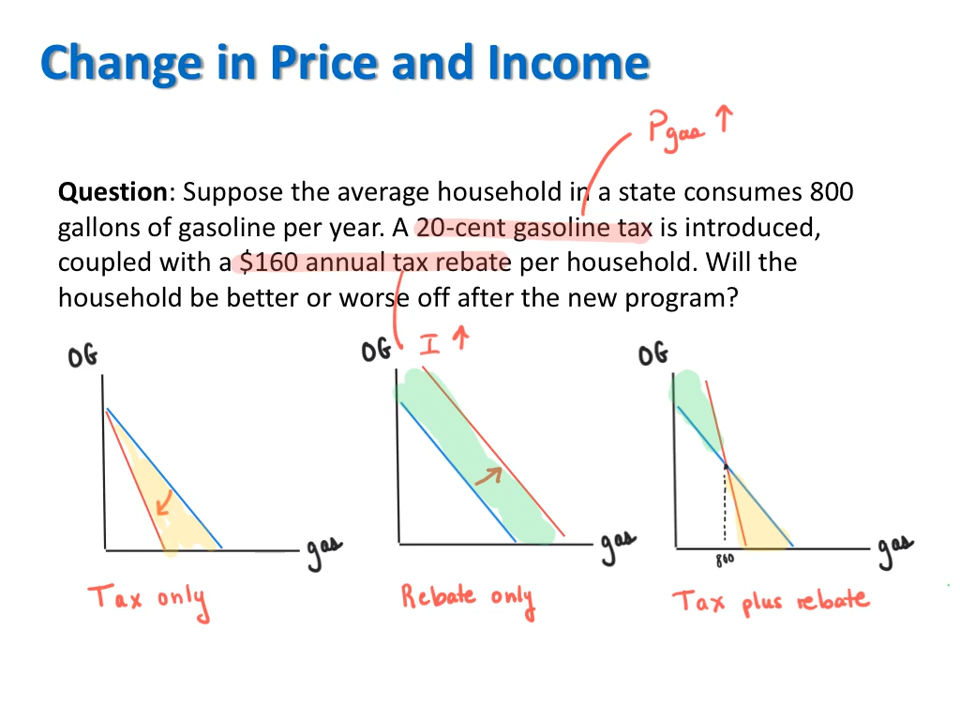 Change in Price and Income
Pgas ↑
Question: Suppose the average household in a state consumes 800
gallons of gasoline per year. A 20-cent gasoline tax is introduced,
coupled with a $160 annual tax rebate per household. Will the
household be better or worse off after the new program?
OG
OG I ↑
OG
gas
gas
gas
800
Tax only
Rebate only
Tax plus rebate